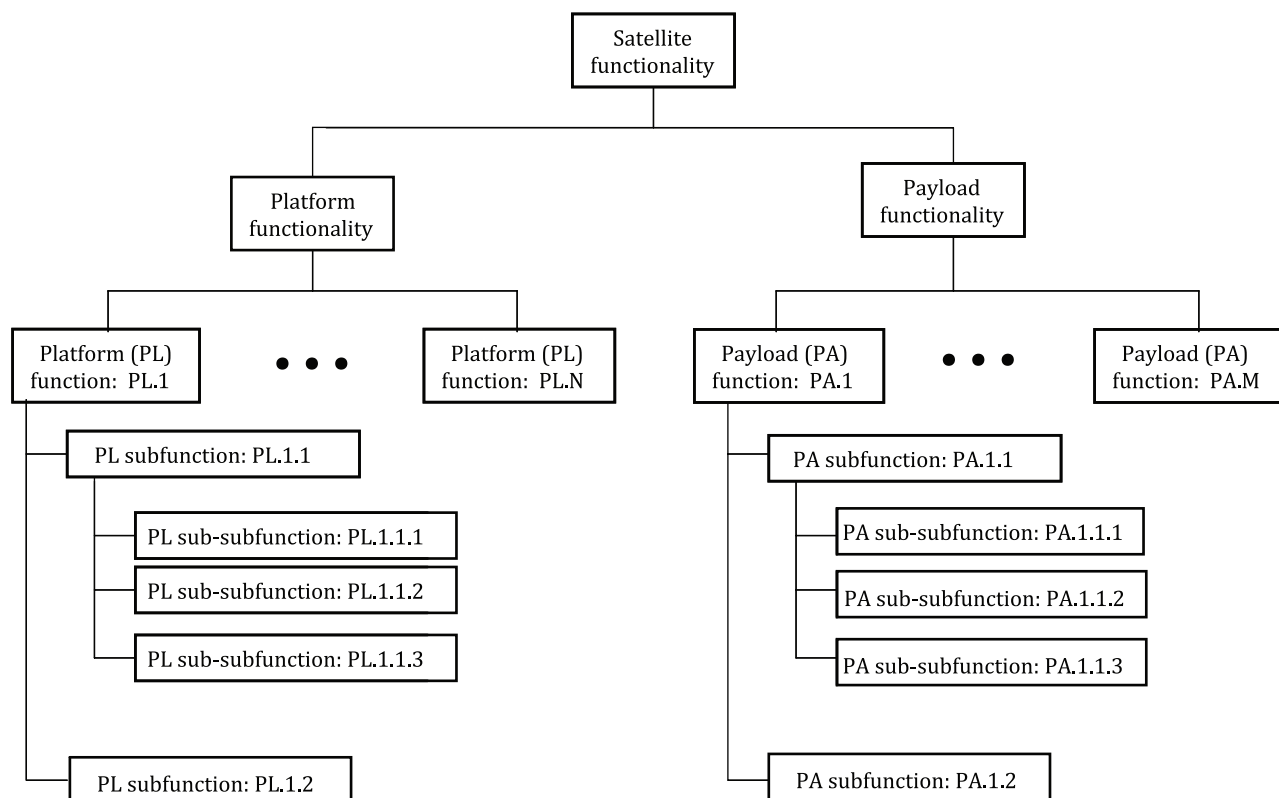 Satellite
functionality
Platform
functionality
Payload
functionality
Platform (PL)
function: PL.1
Platform (PL)
function: PL.N
Payload (PA)
function: PA.1
Payload (PA)
function: PA.M
PL subfunction: PL.1.1
PL sub-subfunction: PL.1.1.1
PL sub-subfunction: PL.1.1.2
PL sub-subfunction: PL.1.1.3
PL subfunction: PL.1.2
PA subfunction: PA.1.1
PA sub-subfunction: PA.1.1.1
PA sub-subfunction: PA.1.1.2
PA sub-subfunction: PA.1.1.3
PA subfunction: PA.1.2